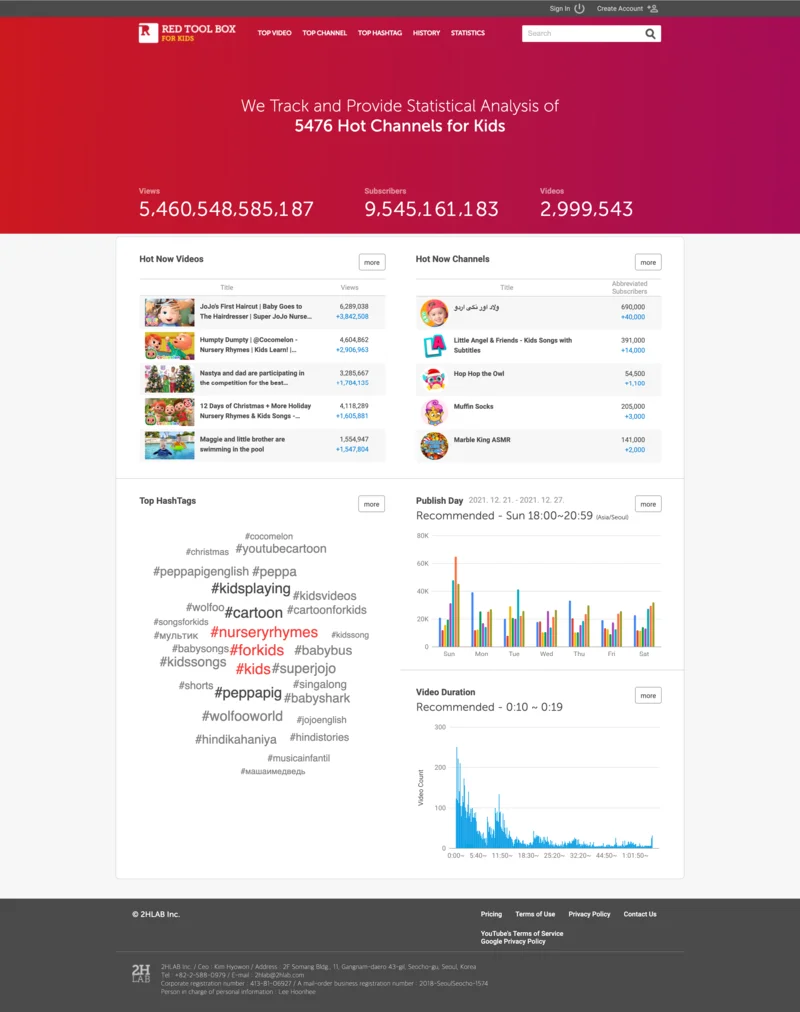 Sign In
Create Account
RED TOOL BOX
FOR KIDS
TOP VIDEO
TOP CHANNEL
TOP HASHTAG
HISTORY
STATISTICS
Search
We Track and Provide Statistical Analysis of
5476 Hot Channels for Kids
Views
5,460,548,585,187
Subscribers
9,545,161,183
Videos
2,999,543
Hot Now Videos
more
Title
Views
JoJo's First Haircut | Baby Goes to
The Hairdresser | Super JoJo Nurse...
6,289,038
+3,842,508
Humpty Dumpty | @Cocomelon -
Nursery Rhymes | Kids Learn! |...
4,604,862
+2,906,963
Nastya and dad are participating in
the competition for the best...
3,285,667
+1,784,135
12 Days of Christmas + More Holiday
Nursery Rhymes & Kids Songs -...
4,118,289
+1,605,881
Maggie and little brother are
swimming in the pool
1,554,947
+1,547,804
Hot Now Channels
more
Title
Abbreviated
Subscribers
ولاد اور نکی اردو
690,000
+40,000
Little Angel & Friends - Kids Songs with
Subtitles
391,000
+14,000
Hop Hop the Owl
54,500
+1,100
Muffin Socks
205,000
+3,000
Marble King ASMR
141,000
+2,000
Top HashTags
more
#cocomelon
#christmas #youtubecartoon
#peppapigenglish #peppa
#kidsplaying #kidsvideos
#wolfoo #cartoon #cartoonforkids
#songsforkids
#мультик #nurseryrhymes #kidssong
#babysongs #forkids #babybus
#kidssongs #kids #superjojo
#shorts #peppapig #singalong
#babyshark
#wolfooworld #jojoenglish
#hindikahaniya #hindistories
#musicainfantil
#машаимедведь
Publish Day 2021. 12. 21. - 2021. 12. 27.
more
Recommended - Sun 18:00~20:59 (Asia/Seoul)
80K
60K
40K
20K
0
Sun Mon Tue Wed Thu Fri Sat
Video Duration
more
Recommended - 0:10 ~ 0:19
Video Count
300
200
100
0
0:00~ 5:40~ 11:50~ 18:30~ 25:20~ 32:20~ 44:50~ 1:01:50~
© 2HLAB Inc.
Pricing
Terms of Use
Privacy Policy
Contact Us
YouTube's Terms of Service
Google Privacy Policy
2H
LAB
2HLAB Inc. / Ceo : Kim Hyowon / Address : 2F Somang Bldg., 11, Gangnam-daero 43-gil, Seocho-gu, Seoul, Korea
Tel : +82-2-588-0979 / E-mail : 2hlab@2hlab.com
Corporate registration number : 413-81-06927 / A mail-order business registration number : 2018-SeoulSeocho-1574
Person in charge of personal information : Lee Hoonhee